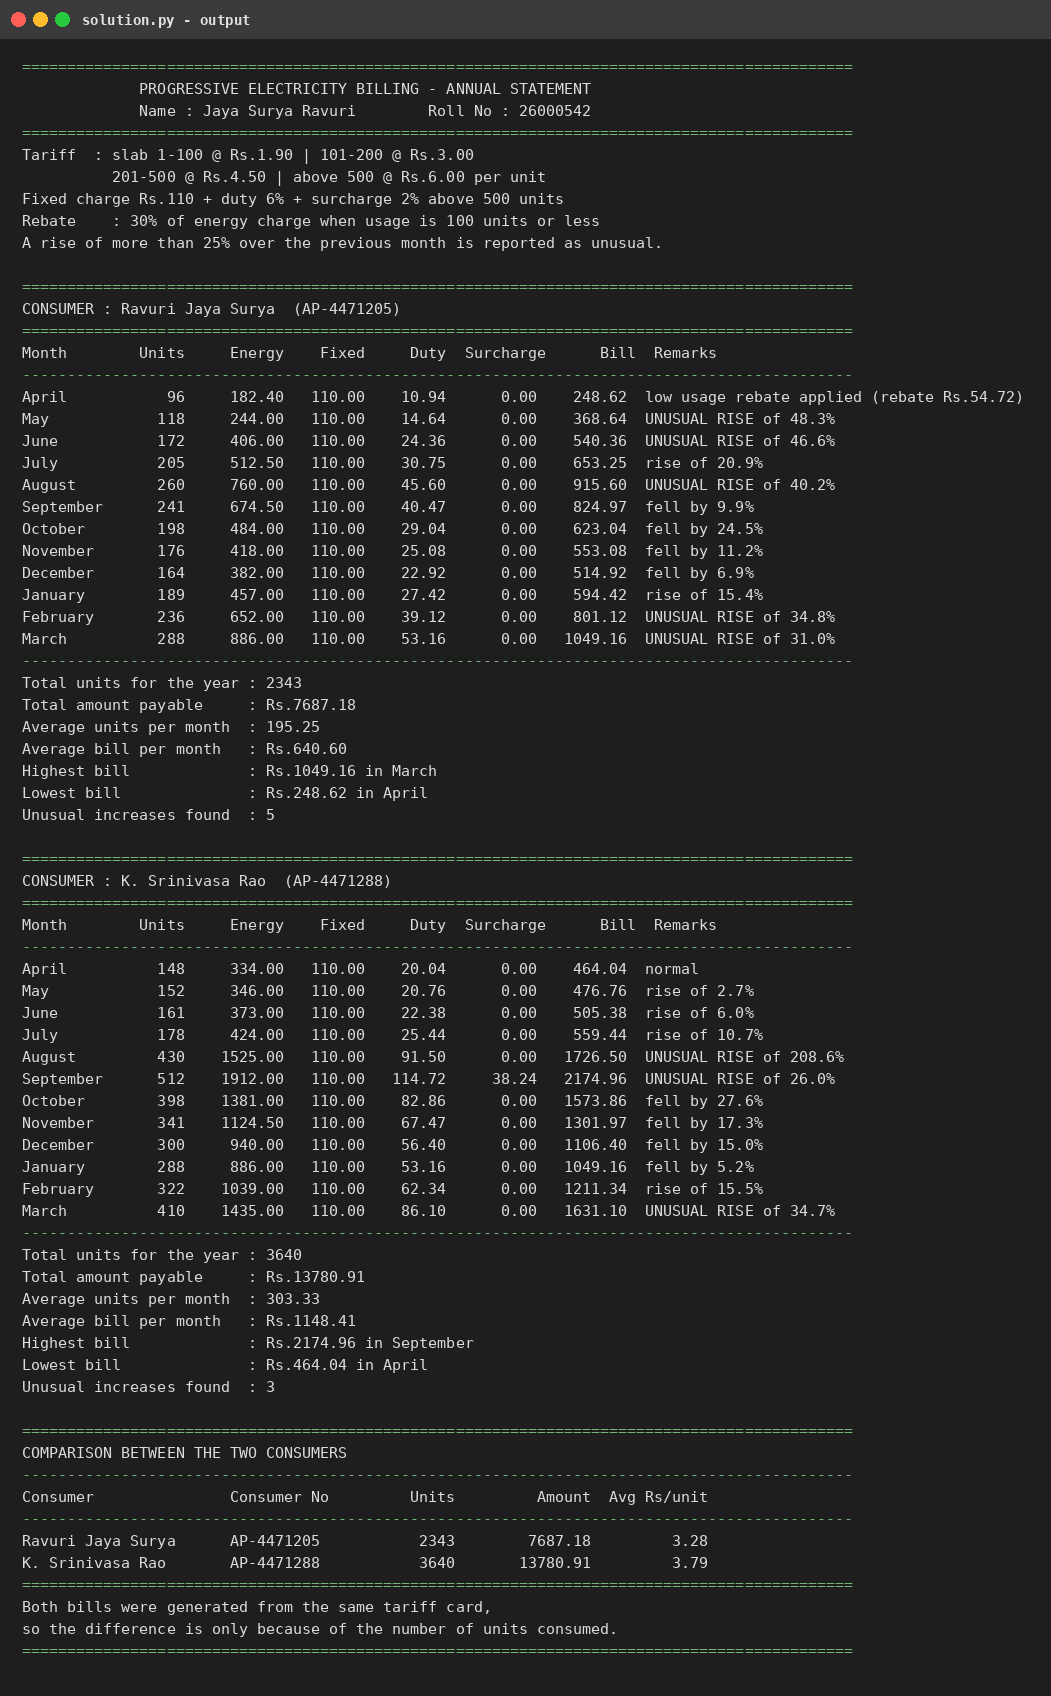 solution.py - output
==============================================================================================
             PROGRESSIVE ELECTRICITY BILLING - ANNUAL STATEMENT
             Name : Jaya Surya Ravuri        Roll No : 26000542
==============================================================================================
Tariff  : slab 1-100 @ Rs.1.90 | 101-200 @ Rs.3.00
          201-500 @ Rs.4.50 | above 500 @ Rs.6.00 per unit
Fixed charge Rs.110 + duty 6% + surcharge 2% above 500 units
Rebate    : 30% of energy charge when usage is 100 units or less
A rise of more than 25% over the previous month is reported as unusual.

==============================================================================================
CONSUMER : Ravuri Jaya Surya  (AP-4471205)
==============================================================================================
Month        Units     Energy    Fixed     Duty  Surcharge      Bill  Remarks
--------------------------------------------------------------------------------------------
April           96     182.40   110.00    10.94      0.00    248.62  low usage rebate applied (rebate Rs.54.72)
May            118     244.00   110.00    14.64      0.00    368.64  UNUSUAL RISE of 48.3%
June           172     406.00   110.00    24.36      0.00    540.36  UNUSUAL RISE of 46.6%
July           205     512.50   110.00    30.75      0.00    653.25  rise of 20.9%
August         260     760.00   110.00    45.60      0.00    915.60  UNUSUAL RISE of 40.2%
September      241     674.50   110.00    40.47      0.00    824.97  fell by 9.9%
October        198     484.00   110.00    29.04      0.00    623.04  fell by 24.5%
November       176     418.00   110.00    25.08      0.00    553.08  fell by 11.2%
December       164     382.00   110.00    22.92      0.00    514.92  fell by 6.9%
January        189     457.00   110.00    27.42      0.00    594.42  rise of 15.4%
February       236     652.00   110.00    39.12      0.00    801.12  UNUSUAL RISE of 34.8%
March          288     886.00   110.00    53.16      0.00   1049.16  UNUSUAL RISE of 31.0%
--------------------------------------------------------------------------------------------
Total units for the year : 2343
Total amount payable     : Rs.7687.18
Average units per month  : 195.25
Average bill per month   : Rs.640.60
Highest bill             : Rs.1049.16 in March
Lowest bill              : Rs.248.62 in April
Unusual increases found  : 5

==============================================================================================
CONSUMER : K. Srinivasa Rao  (AP-4471288)
==============================================================================================
Month        Units     Energy    Fixed     Duty  Surcharge      Bill  Remarks
--------------------------------------------------------------------------------------------
April          148     334.00   110.00    20.04      0.00    464.04  normal
May            152     346.00   110.00    20.76      0.00    476.76  rise of 2.7%
June           161     373.00   110.00    22.38      0.00    505.38  rise of 6.0%
July           178     424.00   110.00    25.44      0.00    559.44  rise of 10.7%
August         430    1525.00   110.00    91.50      0.00   1726.50  UNUSUAL RISE of 208.6%
September      512    1912.00   110.00   114.72     38.24   2174.96  UNUSUAL RISE of 26.0%
October        398    1381.00   110.00    82.86      0.00   1573.86  fell by 27.6%
November       341    1124.50   110.00    67.47      0.00   1301.97  fell by 17.3%
December       300     940.00   110.00    56.40      0.00   1106.40  fell by 15.0%
January        288     886.00   110.00    53.16      0.00   1049.16  fell by 5.2%
February       322    1039.00   110.00    62.34      0.00   1211.34  rise of 15.5%
March          410    1435.00   110.00    86.10      0.00   1631.10  UNUSUAL RISE of 34.7%
--------------------------------------------------------------------------------------------
Total units for the year : 3640
Total amount payable     : Rs.13780.91
Average units per month  : 303.33
Average bill per month   : Rs.1148.41
Highest bill             : Rs.2174.96 in September
Lowest bill              : Rs.464.04 in April
Unusual increases found  : 3

==============================================================================================
COMPARISON BETWEEN THE TWO CONSUMERS
--------------------------------------------------------------------------------------------
Consumer               Consumer No         Units         Amount  Avg Rs/unit
--------------------------------------------------------------------------------------------
Ravuri Jaya Surya      AP-4471205           2343        7687.18         3.28
K. Srinivasa Rao       AP-4471288           3640       13780.91         3.79
==============================================================================================
Both bills were generated from the same tariff card,
so the difference is only because of the number of units consumed.
==============================================================================================